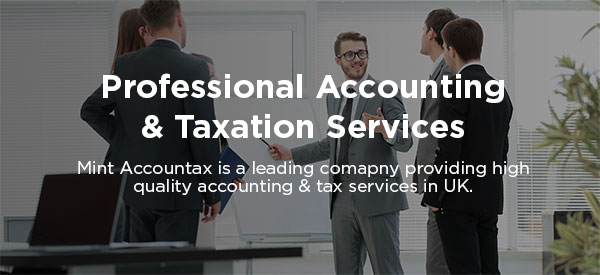 Professional Accounting
& Taxation Services
Mint Accountax is a leading comapny providing high
quality accounting & tax services in UK.